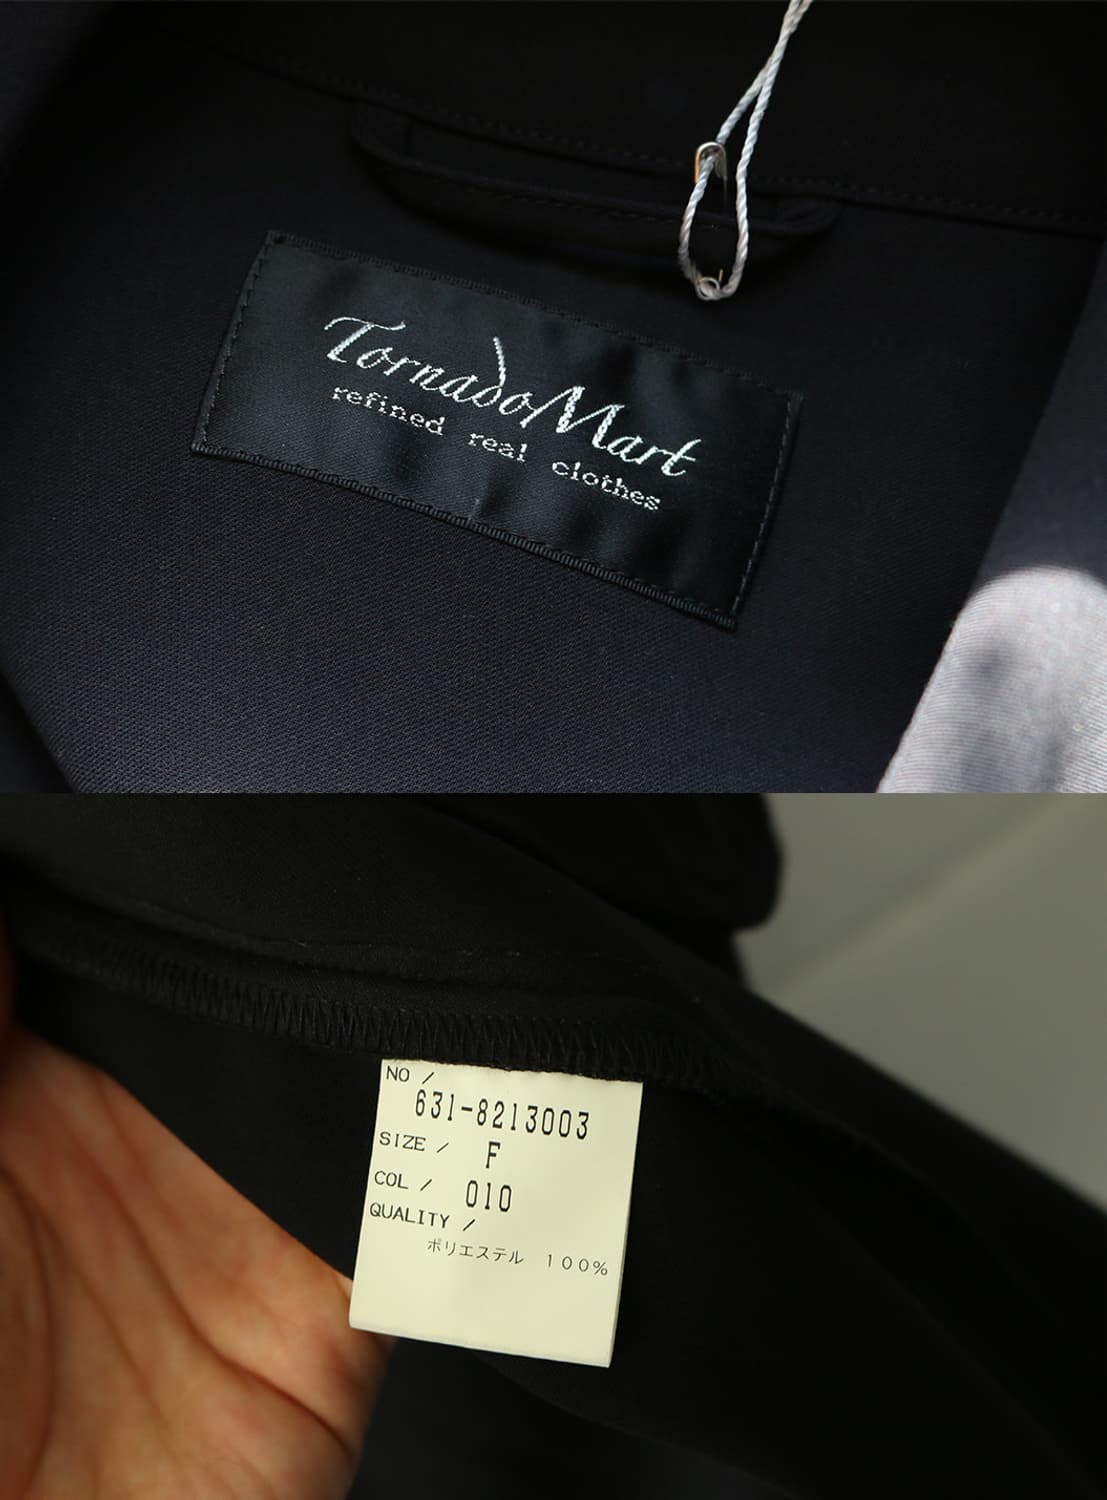 TornadoMart
refined real clothes
NO /
631-8213003
SIZE / F
COL / 010
QUALITY /
ポリエステル 100%